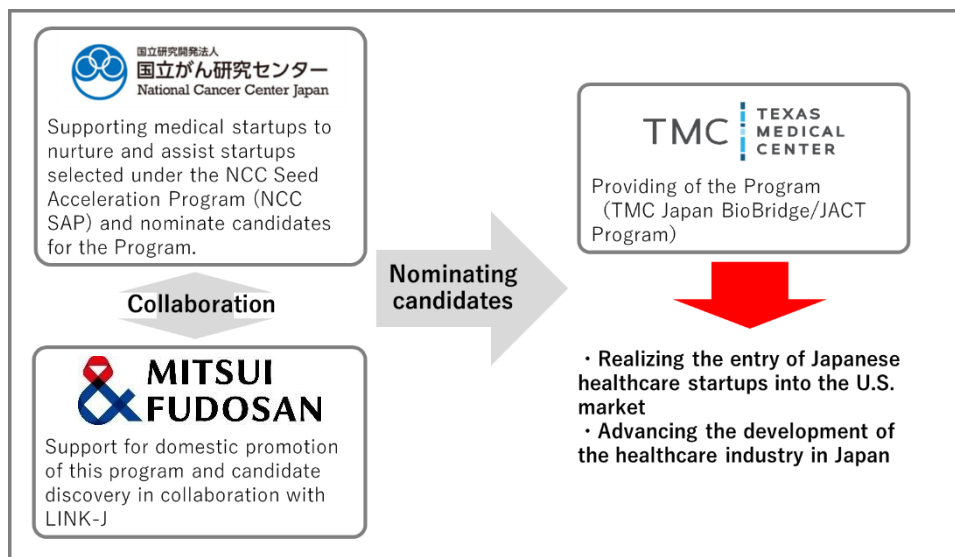 国立研究開発法人
国立がん研究センター
National Cancer Center Japan
Supporting medical startups to
nurture and assist startups
selected under the NCC Seed
Acceleration Program (NCC
SAP) and nominate candidates
for the Program.
Collaboration
MITSUI
FUDOSAN
Support for domestic promotion
of this program and candidate
discovery in collaboration with
LINK-J
Nominating
candidates
TMC
TEXAS
MEDICAL
CENTER
Providing of the Program
（TMC Japan BioBridge/JACT
Program）
・Realizing the entry of Japanese
healthcare startups into the U.S.
market
・Advancing the development of
the healthcare industry in Japan